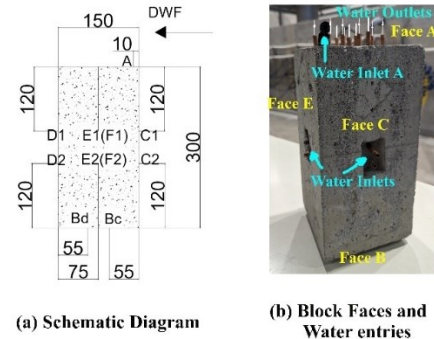 150
DWF
10
A
120
120
D1
E1(F1)
C1
300
D2
E2(F2)
C2
120
120
Bd
Bc
55
75
55
(a) Schematic Diagram
Water Outlets
Face A
Water Inlet A
Face E
Face C
Water Inlets
Face B
(b) Block Faces and
Water entries